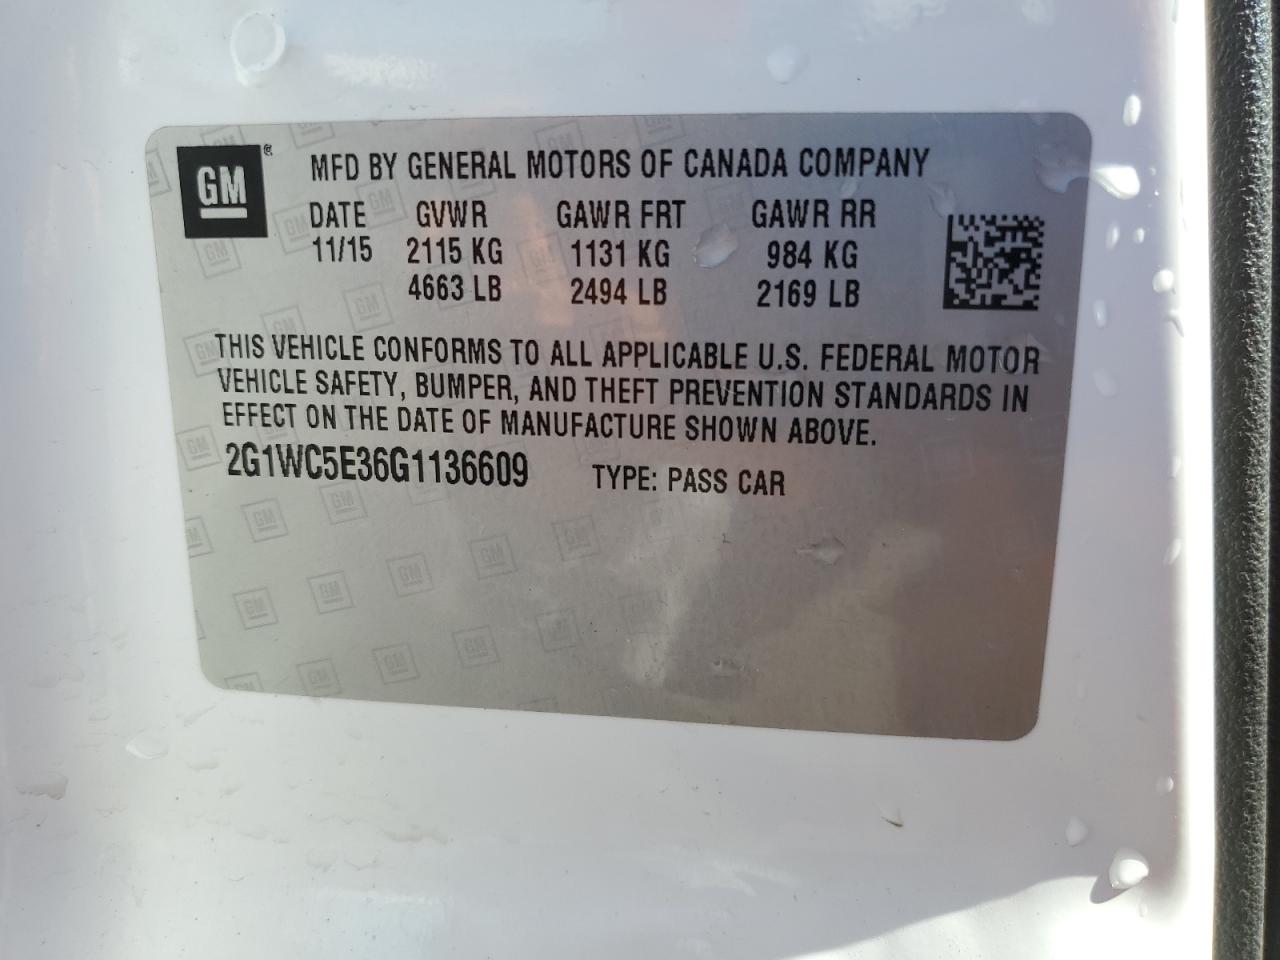 GM
MFD BY GENERAL MOTORS OF CANADA COMPANY
DATE GVWR GAWR FRT GAWR RR
11/15 2115 KG 1131 KG 984 KG
4663 LB 2494 LB 2169 LB
THIS VEHICLE CONFORMS TO ALL APPLICABLE U.S. FEDERAL MOTOR
VEHICLE SAFETY, BUMPER, AND THEFT PREVENTION STANDARDS IN
EFFECT ON THE DATE OF MANUFACTURE SHOWN ABOVE.
2G1WC5E36G1136609 TYPE: PASS CAR